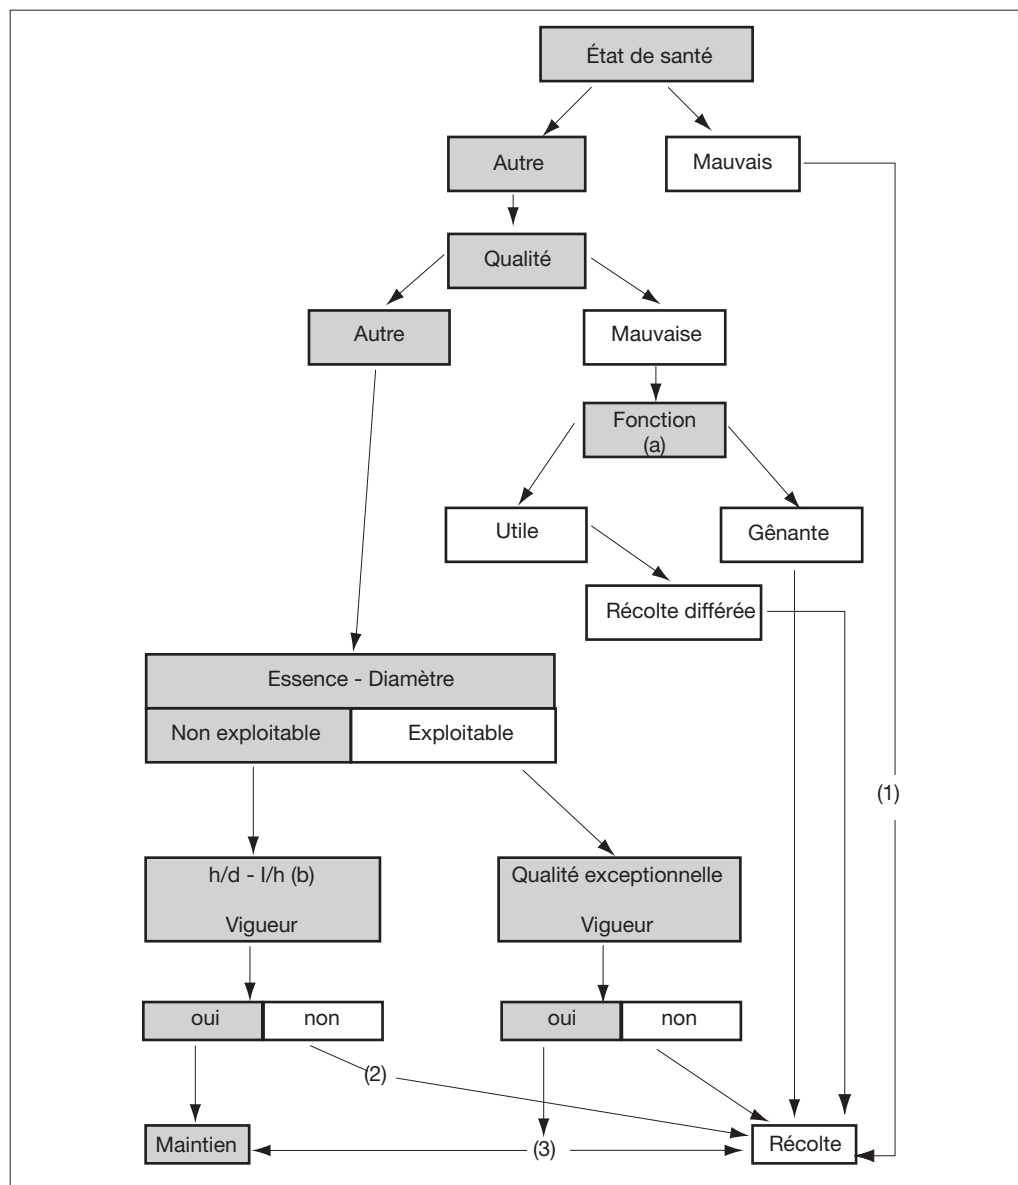 État de santé
Autre
Mauvais
Qualité
Autre
Mauvaise
Fonction
(a)
Utile
Gênante
Récolte différée
Essence - Diamètre
Non exploitable
Exploitable
(1)
h/d - l/h (b)
Vigueur
Qualité exceptionnelle
Vigueur
oui
non
oui
non
(2)
Maintien
(3)
Récolte